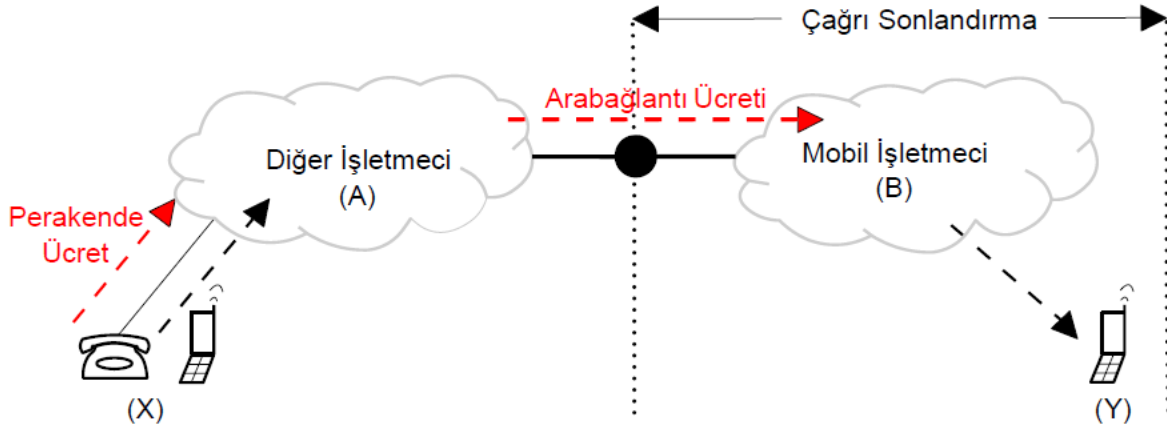 Çağrı Sonlandırma
Arabağlantı Ücreti
Diğer İşletmeci
(A)
Mobil İşletmeci
(B)
Perakende
Ücret
(X)
(Y)